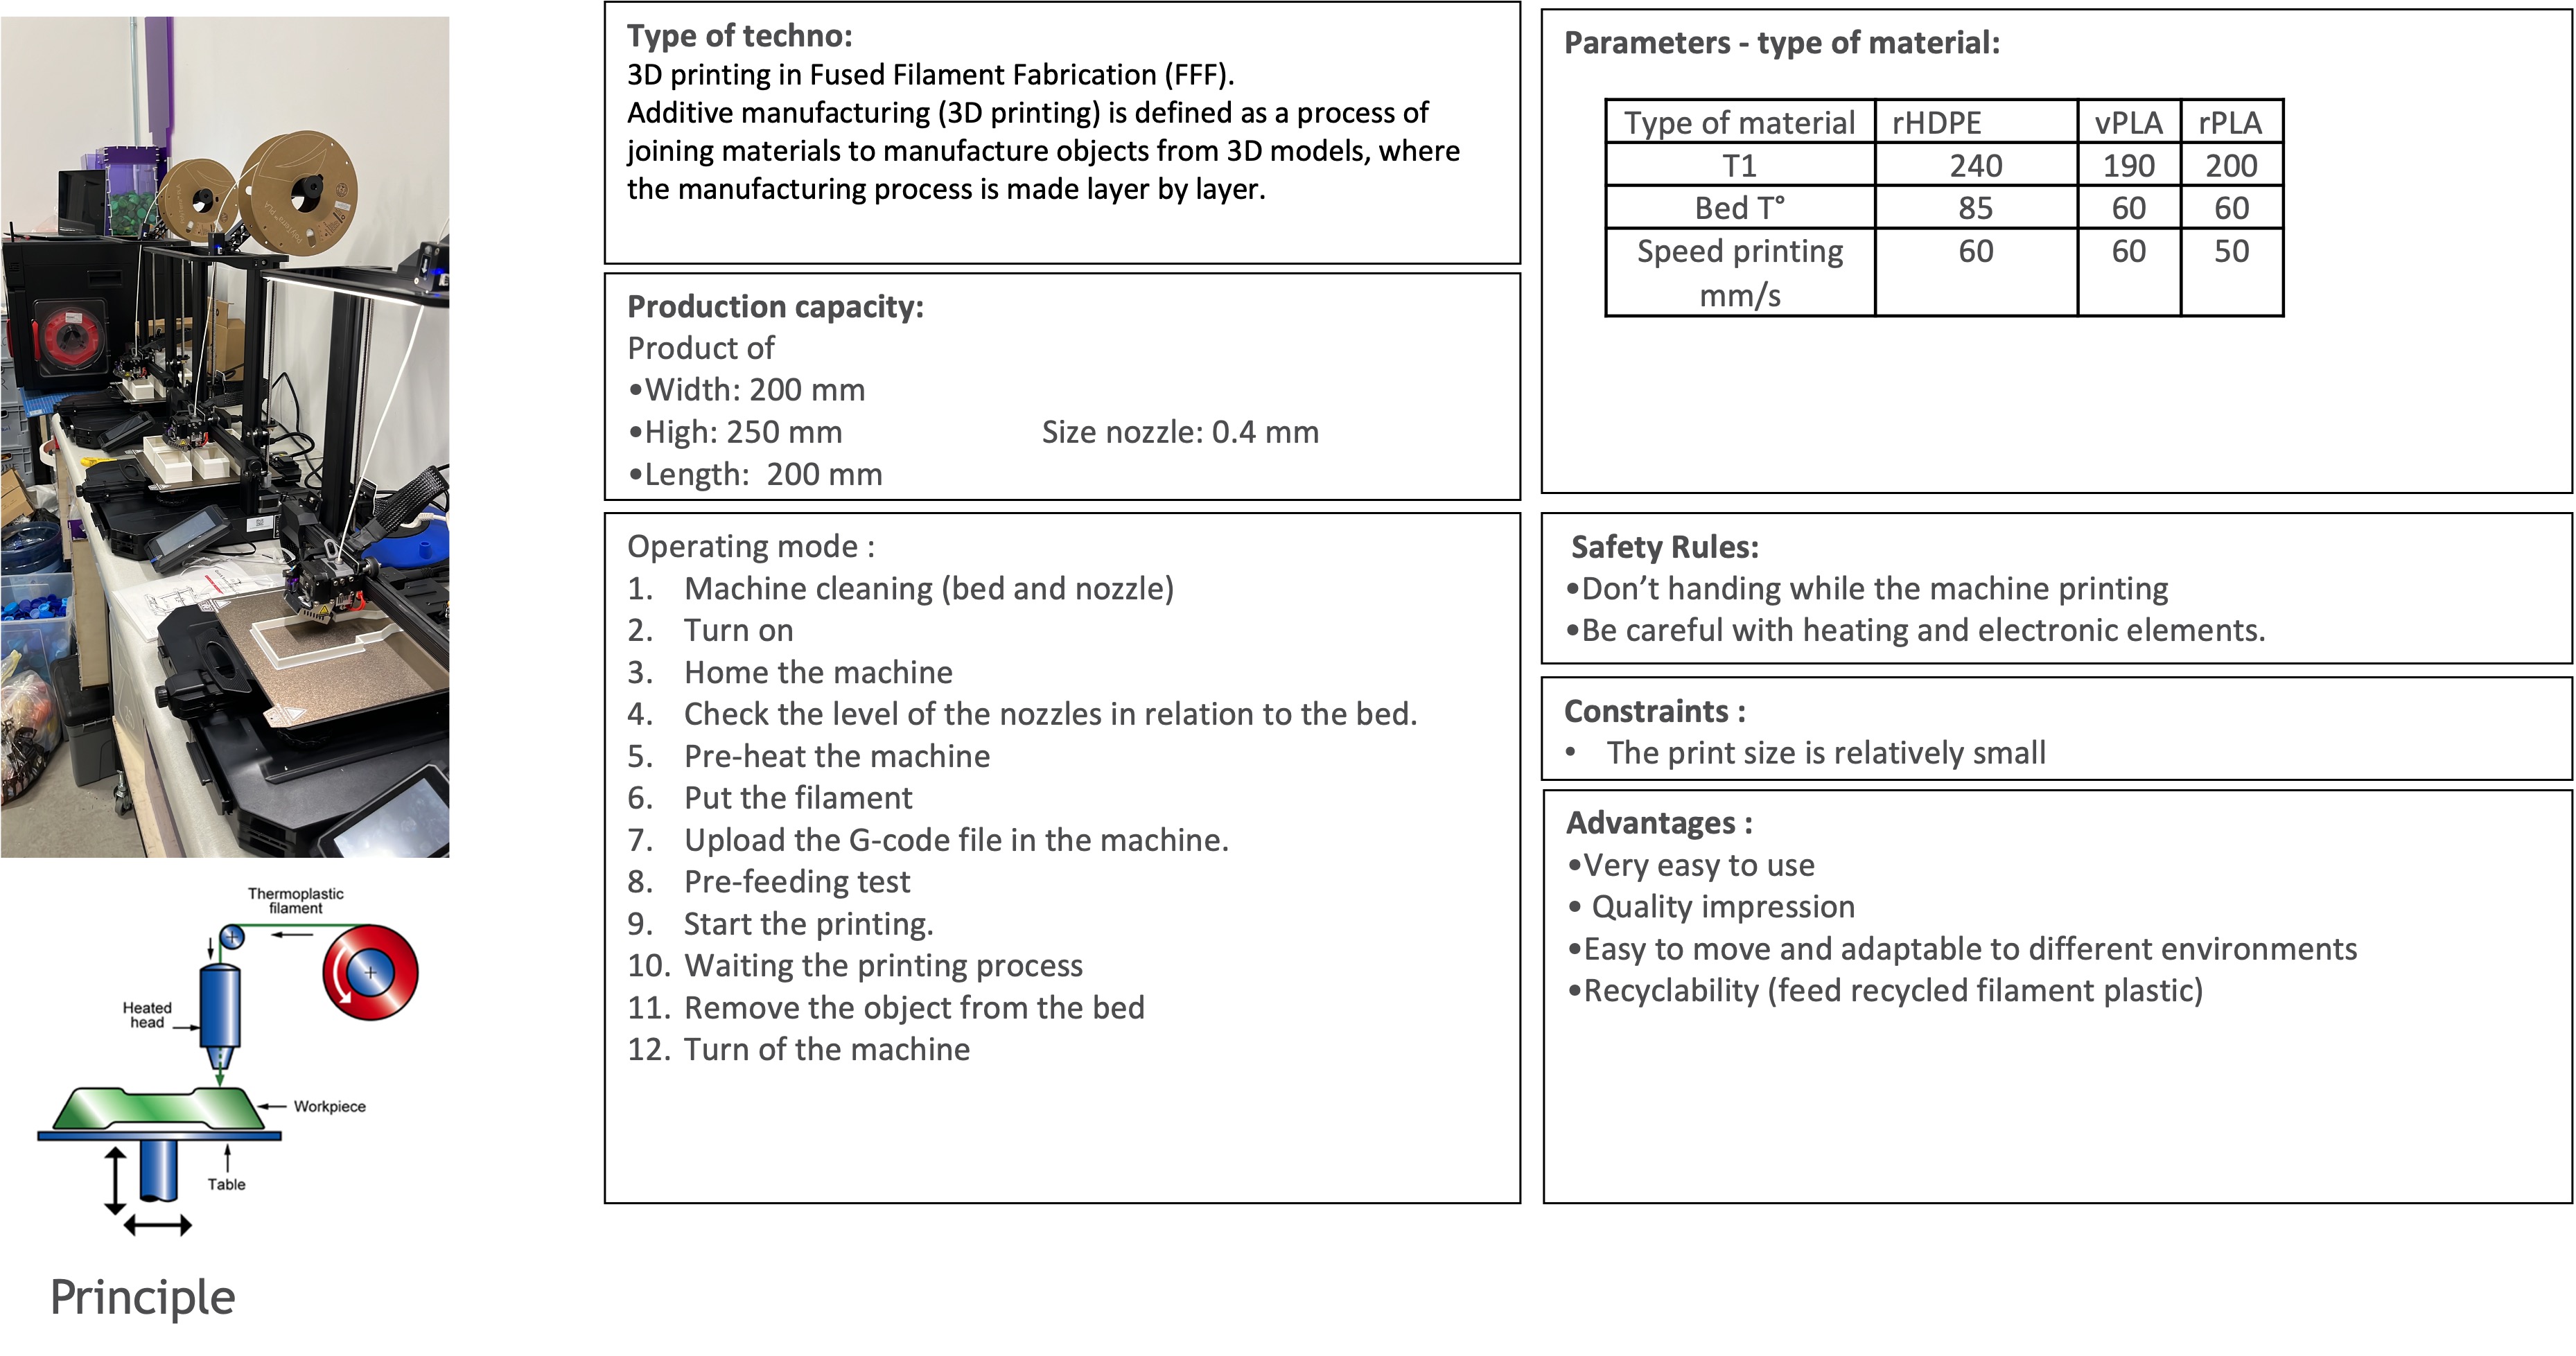 Type of techno:
3D printing in Fused Filament Fabrication (FFF).
Additive manufacturing (3D printing) is defined as a process of
joining materials to manufacture objects from 3D models, where
the manufacturing process is made layer by layer.
Production capacity:
Product of
•Width: 200 mm
•High: 250 mm Size nozzle: 0.4 mm
•Length: 200 mm
Operating mode :
1. Machine cleaning (bed and nozzle)
2. Turn on
3. Home the machine
4. Check the level of the nozzles in relation to the bed.
5. Pre-heat the machine
6. Put the filament
7. Upload the G-code file in the machine.
8. Pre-feeding test
9. Start the printing.
10. Waiting the printing process
11. Remove the object from the bed
12. Turn of the machine
Parameters - type of material:
Type of material rHDPE vPLA rPLA
T1 240 190 200
Bed T° 85 60 60
Speed printing 60 60 50
mm/s
Safety Rules:
•Don’t handing while the machine printing
•Be careful with heating and electronic elements.
Constraints :
• The print size is relatively small
Advantages :
•Very easy to use
• Quality impression
•Easy to move and adaptable to different environments
•Recyclability (feed recycled filament plastic)
Thermoplastic
filament
Heated
head
Workpiece
Table
Principle